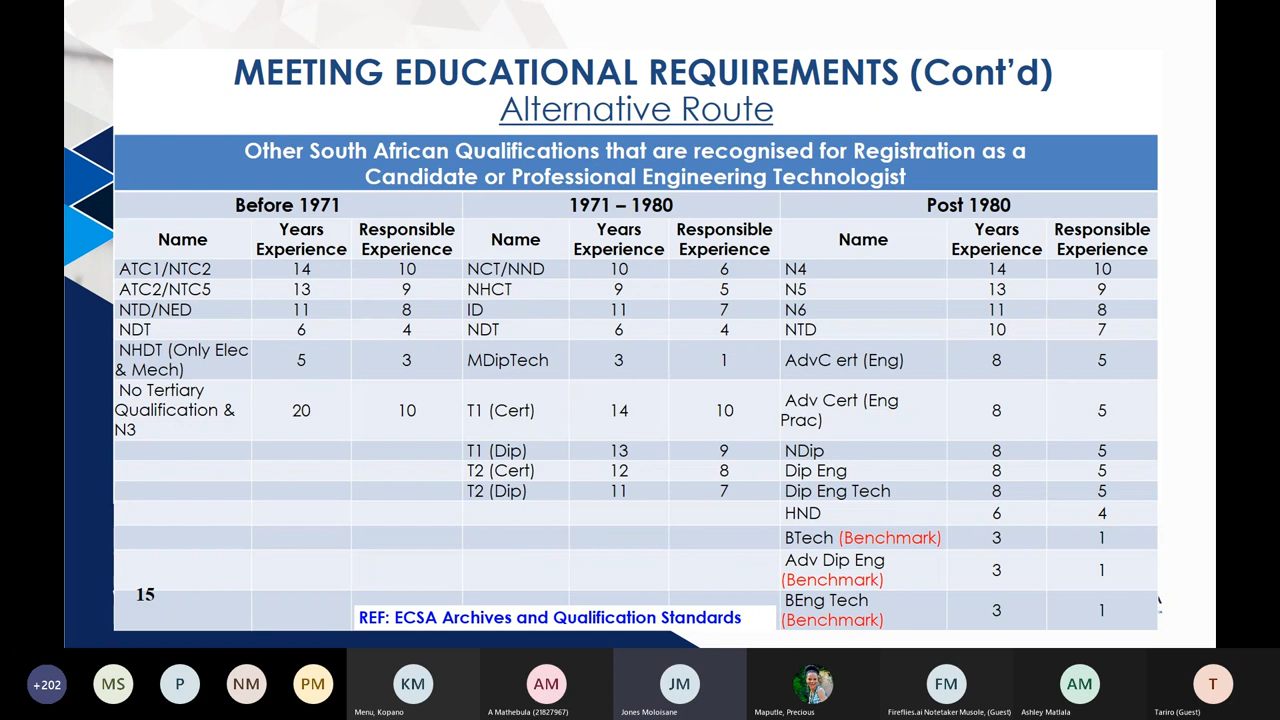 MEETING EDUCATIONAL REQUIREMENTS (Cont'd)
Alternative Route
Other South African Qualifications that are recognised for Registration as a
Candidate or Professional Engineering Technologist
Before 1971 1971 – 1980 Post 1980
Name Years Experience Responsible Experience Name Years Experience Responsible Experience Name Years Experience Responsible Experience
ATC1/NTC2 14 10 NCT/NND 10 6 N4 14 10
ATC2/NTC5 13 9 NHCT 9 5 N5 13 9
NTD/NED 11 8 ID 11 7 N6 11 8
NDT 6 4 NDT 6 4 NTD 10 7
NHDT (Only Elec & Mech) 5 3 MDipTech 3 1 AdvC ert (Eng) 8 5
No Tertiary Qualification & N3 20 10 T1 (Cert) 14 10 Adv Cert (Eng Prac) 8 5
T1 (Dip) 13 9 NDip 8 5
T2 (Cert) 12 8 Dip Eng 8 5
T2 (Dip) 11 7 Dip Eng Tech 8 5
HND 6 4
BTech (Benchmark) 3 1
Adv Dip Eng (Benchmark) 3 1
BEng Tech (Benchmark) 3 1
15
REF: ECSA Archives and Qualification Standards
+202 MS P NM PM KM AM JM FM AM T
Menu, Kopano
A Mathebula (21827967)
Jones Moloisane
Maputle, Precious
Fireflies.ai Notetaker Musole, (Guest)
Ashley Matlala
Tariro (Guest)